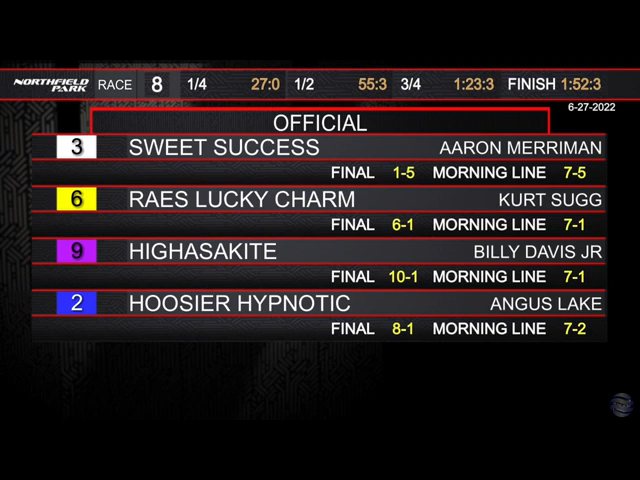 NORTHFIELD PARK RACE 8 1/4 27:0 1/2 55:3 3/4 1:23:3 FINISH 1:52:3
6-27-2022
OFFICIAL
3 SWEET SUCCESS AARON MERRIMAN
FINAL 1-5 MORNING LINE 7-5
6 RAES LUCKY CHARM KURT SUGG
FINAL 6-1 MORNING LINE 7-1
9 HIGHASAKITE BILLY DAVIS JR
FINAL 10-1 MORNING LINE 7-1
2 HOOSIER HYPNOTIC ANGUS LAKE
FINAL 8-1 MORNING LINE 7-2